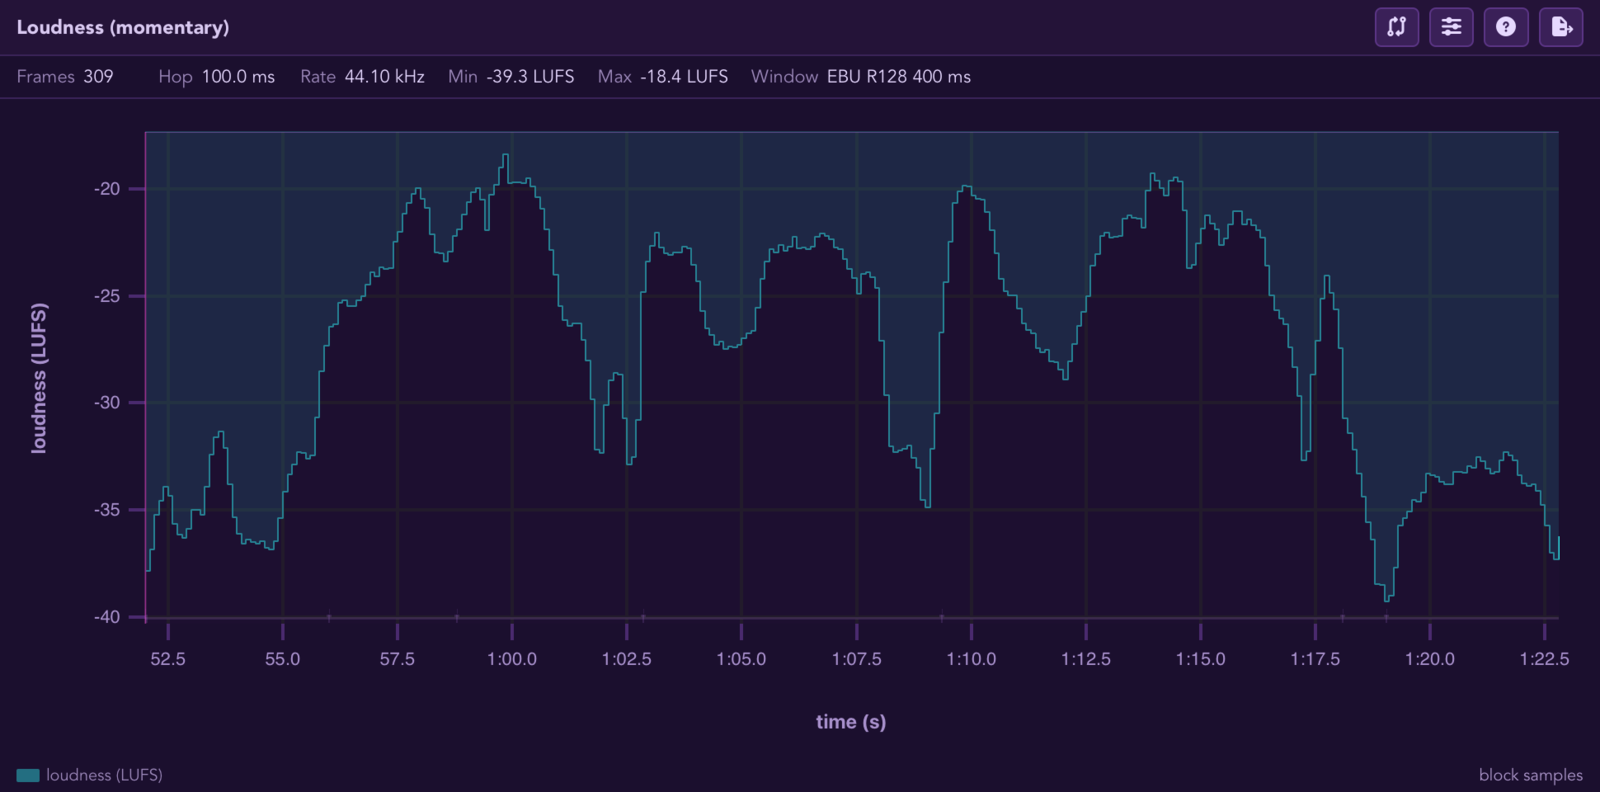 Loudness (momentary)
Frames 309 Hop 100.0 ms Rate 44.10 kHz Min -39.3 LUFS Max -18.4 LUFS Window EBU R128 400 ms
-20
-25
-30
-35
-40
loudness (LUFS)
52.5 55.0 57.5 1:00.0 1:02.5 1:05.0 1:07.5 1:10.0 1:12.5 1:15.0 1:17.5 1:20.0 1:22.5
time (s)
loudness (LUFS) block samples